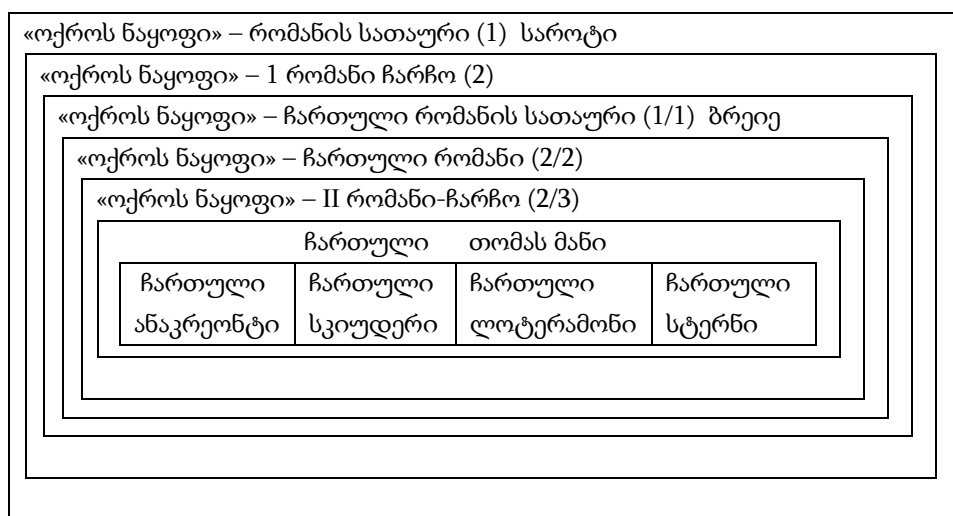 «ოქროს ნაყოფი» – რომანის სათაური (1) საროტი
«ოქროს ნაყოფი» – 1 რომანი ჩარჩო (2)
«ოქროს ნაყოფი» – ჩართული რომანის სათაური (1/1) ბრეიე
«ოქროს ნაყოფი» – ჩართული რომანი (2/2)
«ოქროს ნაყოფი» – II რომანი-ჩარჩო (2/3)
ჩართული თომას მანი
ჩართული ჩართული ჩართული ჩართული
ანაკრეონტი სკიუდერი ლოტერამონი სტერნი